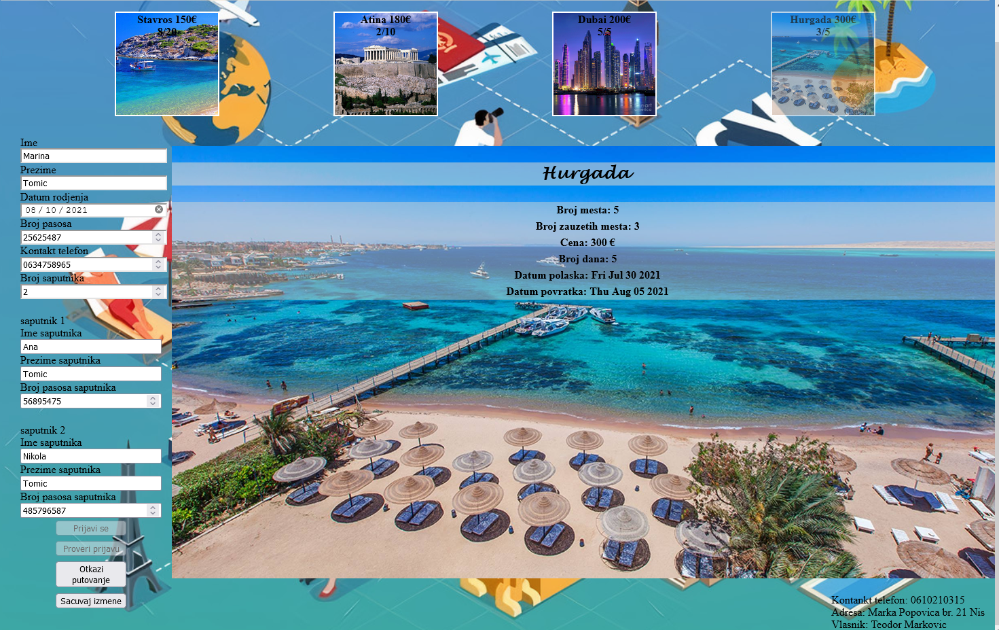 Stavros 150€
8/20
Atina 180€
2/10
Dubai 200€
5/5
Hurgada 300€
3/5
Ime
Marina
Prezime
Tomic
Datum rodjenja
08 / 10 / 2021
Broj pasosa
25625487
Kontakt telefon
0634758965
Broj saputnika
2
saputnik 1
Ime saputnika
Ana
Prezime saputnika
Tomic
Broj pasosa saputnika
56895475
saputnik 2
Ime saputnika
Nikola
Prezime saputnika
Tomic
Broj pasosa saputnika
485796587
Prijavi se
Proveri prijavu
Otkazi
putovanje
Sacuvaj izmene
Hurgada
Broj mesta: 5
Broj zauzetih mesta: 3
Cena: 300 €
Broj dana: 5
Datum polaska: Fri Jul 30 2021
Datum povratka: Thu Aug 05 2021
Kontankt telefon: 0610210315
Adresa: Marka Popovica br. 21 Nis
Vlasnik: Teodor Markovic